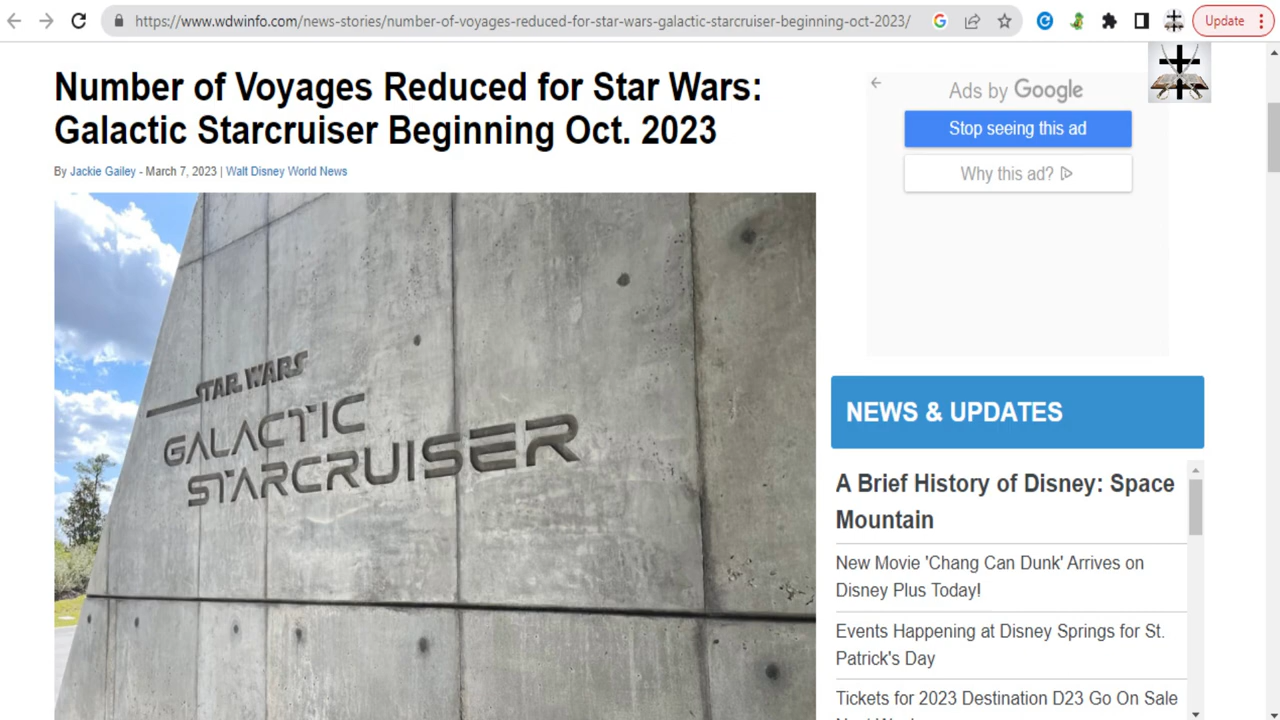 https://www.wdwinfo.com/news-stories/number-of-voyages-reduced-for-star-wars-galactic-starcruiser-beginning-oct-2023/
Update
Number of Voyages Reduced for Star Wars:
Galactic Starcruiser Beginning Oct. 2023
By Jackie Gailey - March 7, 2023 | Walt Disney World News
STAR WARS
GALACTIC
STARCRUISER
Ads by Google
Stop seeing this ad
Why this ad?
NEWS & UPDATES
A Brief History of Disney: Space
Mountain
New Movie 'Chang Can Dunk' Arrives on
Disney Plus Today!
Events Happening at Disney Springs for St.
Patrick's Day
Tickets for 2023 Destination D23 Go On Sale